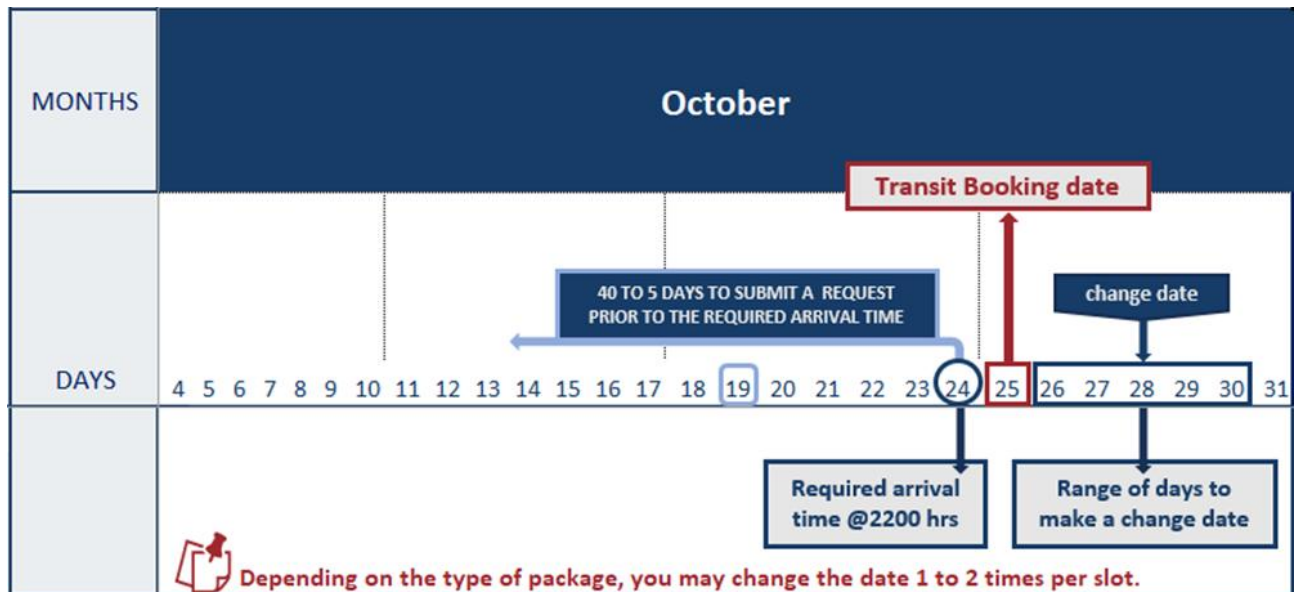 MONTHS
October
Transit Booking date
40 TO 5 DAYS TO SUBMIT A REQUEST
PRIOR TO THE REQUIRED ARRIVAL TIME
change date
DAYS
4 5 6 7 8 9 10 11 12 13 14 15 16 17 18 19 20 21 22 23 24 25 26 27 28 29 30 31
Required arrival
time @2200 hrs
Range of days to
make a change date
Depending on the type of package, you may change the date 1 to 2 times per slot.